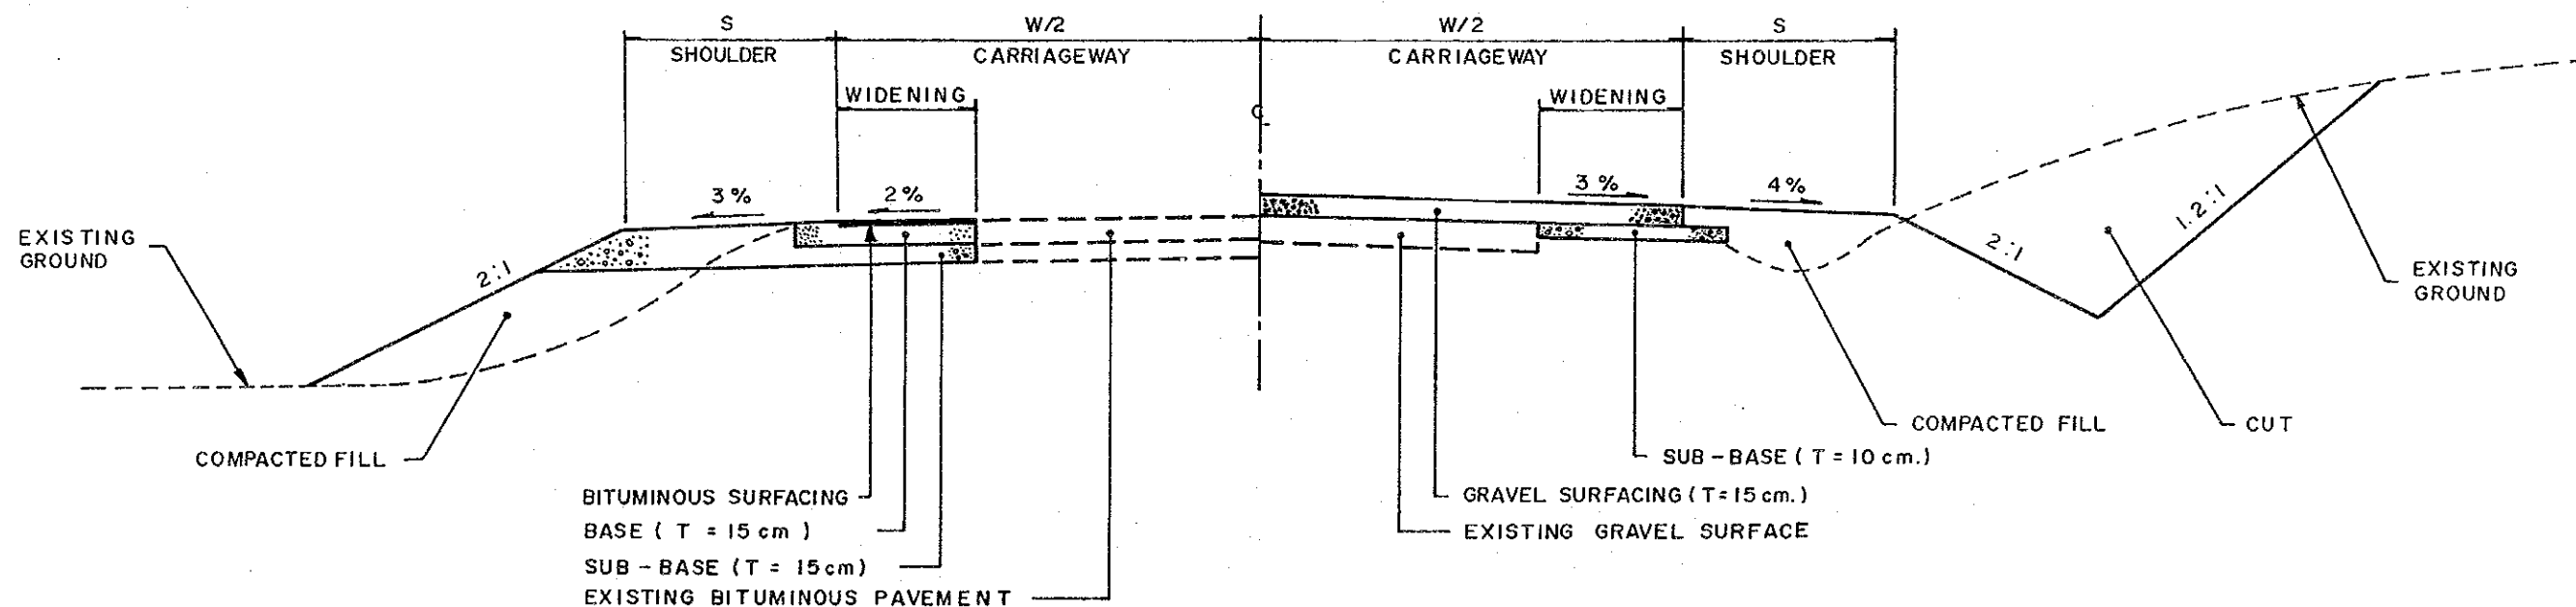 S
W/2
W/2
S
SHOULDER
CARRIAGEWAY
CARRIAGEWAY
SHOULDER
WIDENING
WIDENING
℄
3%
2%
3%
4%
EXISTING
GROUND
2:1
2:1
1.2:1
EXISTING
GROUND
COMPACTED FILL
COMPACTED FILL
CUT
SUB-BASE (T = 10 cm.)
BITUMINOUS SURFACING
GRAVEL SURFACING (T=15 cm.)
BASE ( T = 15 cm )
EXISTING GRAVEL SURFACE
SUB-BASE (T = 15cm)
EXISTING BITUMINOUS PAVEMENT